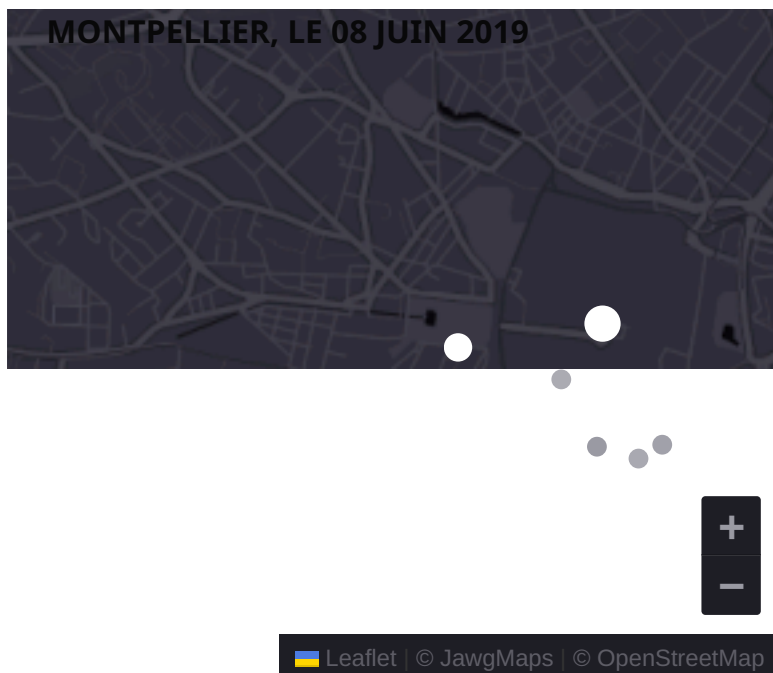 MONTPELLIER, LE 08 JUIN 2019
+
−
Leaflet | © JawgMaps | © OpenStreetMap